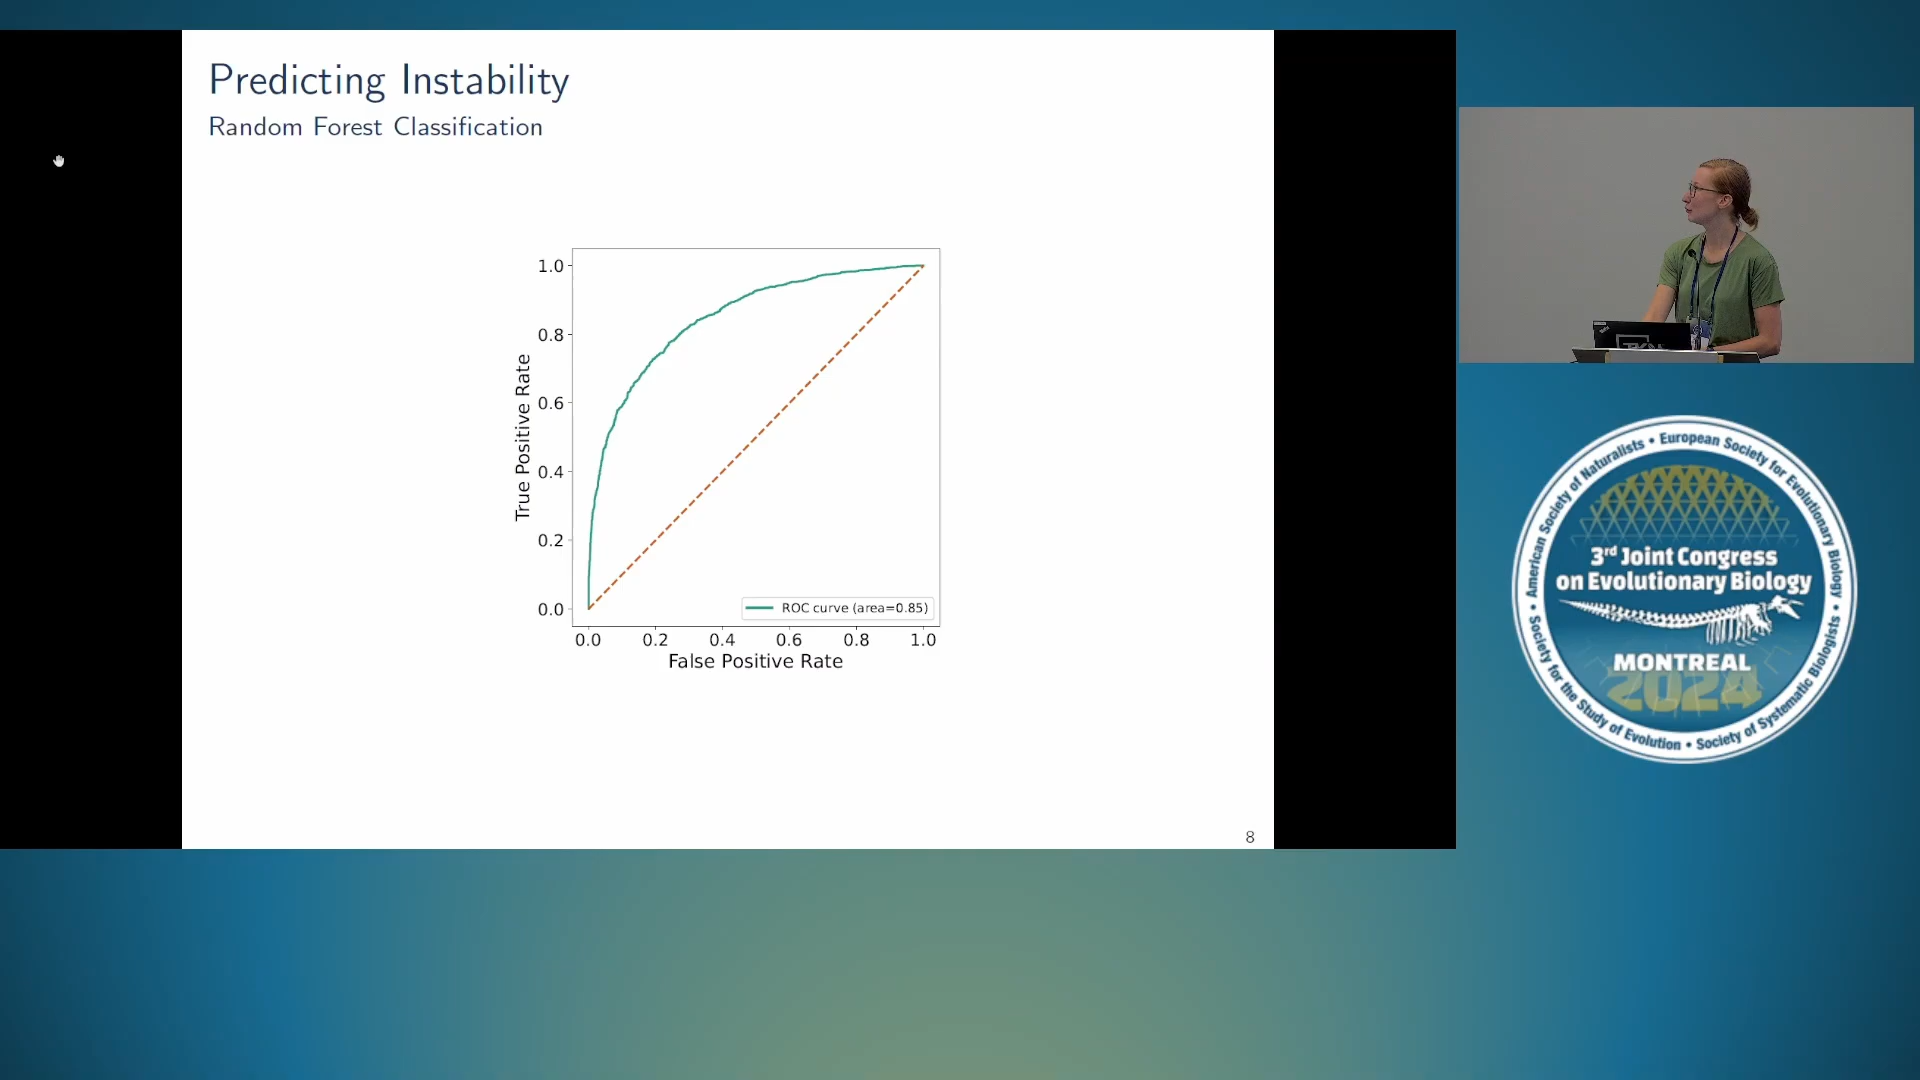 Predicting Instability
Random Forest Classification
1.0
0.8
0.6
0.4
0.2
0.0
True Positive Rate
ROC curve (area=0.85)
0.0 0.2 0.4 0.6 0.8 1.0
False Positive Rate
8
American Society of Naturalists • European Society for Evolutionary Biology •
Society of Systematic Biologists • Society for the Study of Evolution •
3rd Joint Congress
on Evolutionary Biology
MONTREAL
2024